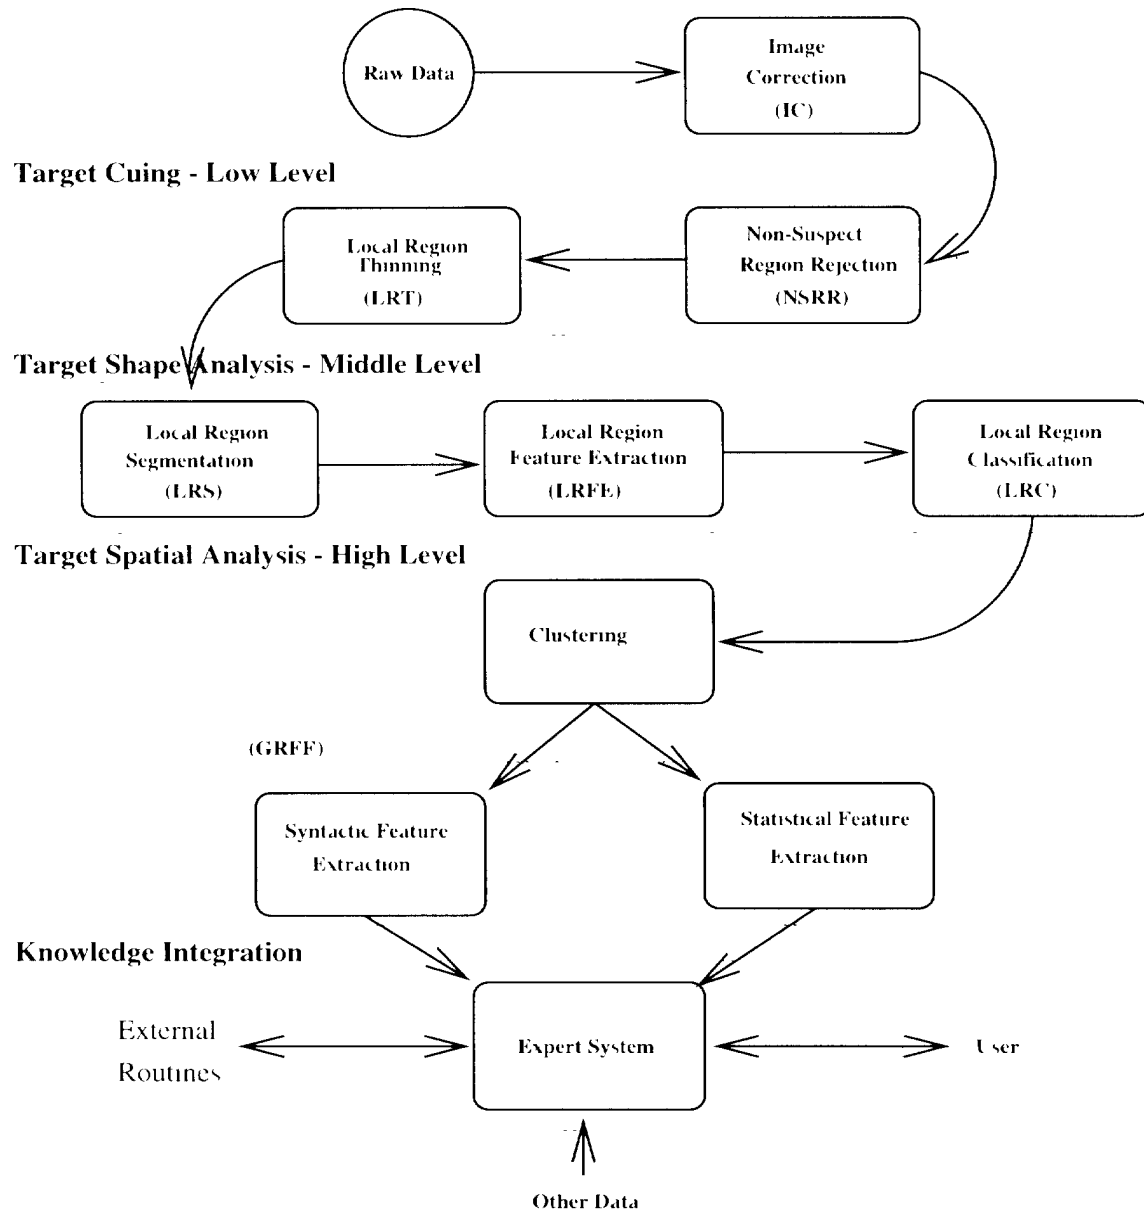 Raw Data
Image
Correction
(IC)
Target Cuing - Low Level
Local Region
Thinning
(LRT)
Non-Suspect
Region Rejection
(NSRR)
Target Shape Analysis - Middle Level
Local Region
Segmentation
(LRS)
Local Region
Feature Extraction
(LRFE)
Local Region
Classification
(LRC)
Target Spatial Analysis - High Level
Clustering
(GRFF)
Syntactic Feature
Extraction
Statistical Feature
Extraction
Knowledge Integration
External
Routines
Expert System
User
Other Data